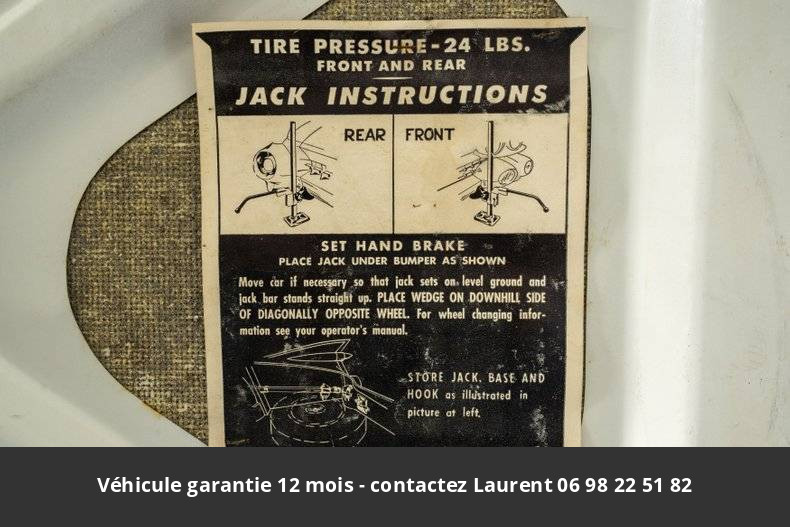 TIRE PRESSURE-24 LBS.
FRONT AND REAR
JACK INSTRUCTIONS
REAR
FRONT
SET HAND BRAKE
PLACE JACK UNDER BUMPER AS SHOWN
Move car if necessary so that jack sets on level ground and
jack bar stands straight up. PLACE WEDGE ON DOWNHILL SIDE
OF DIAGONALLY OPPOSITE WHEEL. For wheel changing infor-
mation see your operator's manual.
STORE JACK, BASE AND
HOOK as illustrated in
picture at left.
Véhicule garantie 12 mois - contactez Laurent 06 98 22 51 82